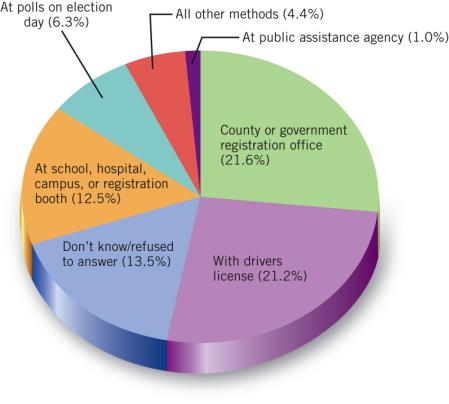 At polls on election
day (6.3%)
All other methods (4.4%)
At public assistance agency (1.0%)
County or government
registration office
(21.6%)
At school, hospital,
campus, or registration
booth (12.5%)
Don't know/refused
to answer (13.5%)
With drivers
license (21.2%)